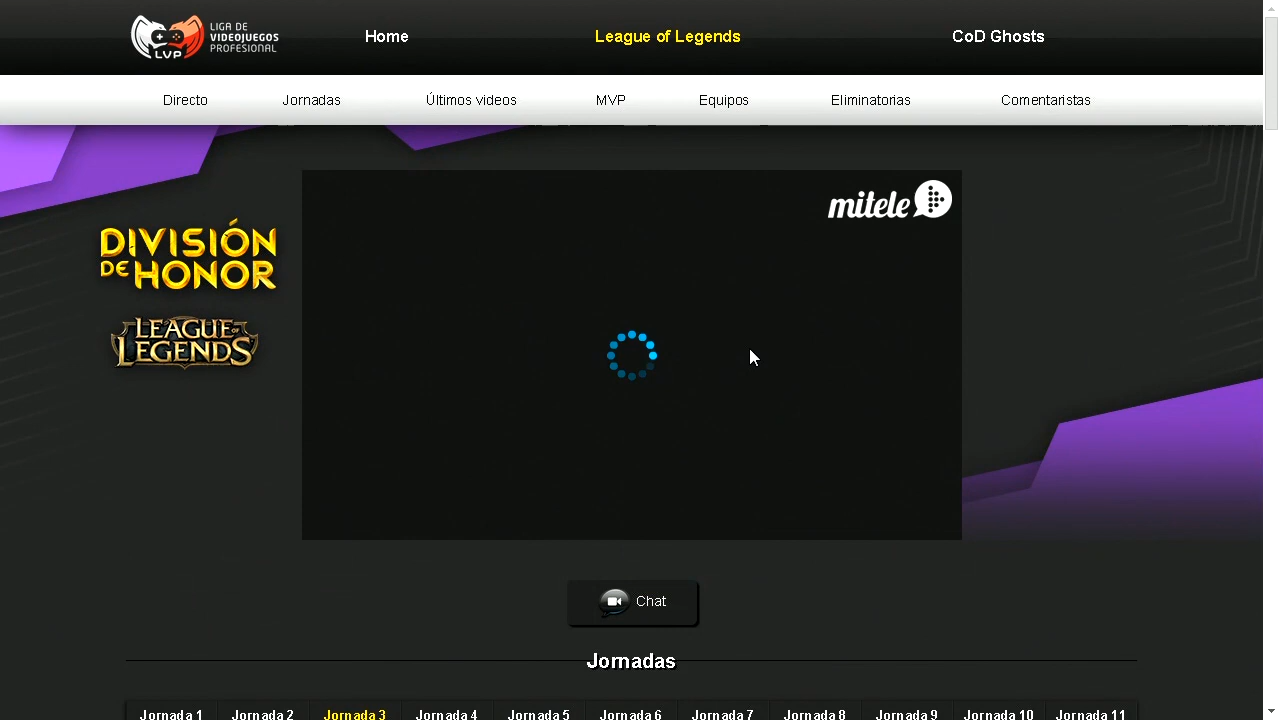 LIGA DE
VIDEOJUEGOS
PROFESIONAL
LVP
Home
League of Legends
CoD Ghosts
Directo
Jornadas
Últimos videos
MVP
Equipos
Eliminatorias
Comentaristas
mitele
DIVISIÓN
DE HONOR
LEAGUE OF
LEGENDS
Chat
Jornadas
Jornada 1
Jornada 2
Jornada 3
Jornada 4
Jornada 5
Jornada 6
Jornada 7
Jornada 8
Jornada 9
Jornada 10
Jornada 11